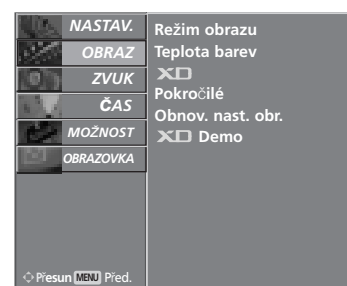 NASTAV.
OBRAZ
ZVUK
ČAS
MOŽNOST
OBRAZOVKA
Režim obrazu
Teplota barev
XD
Pokročilé
Obnov. nast. obr.
XD Demo
Přesun MENU Před.